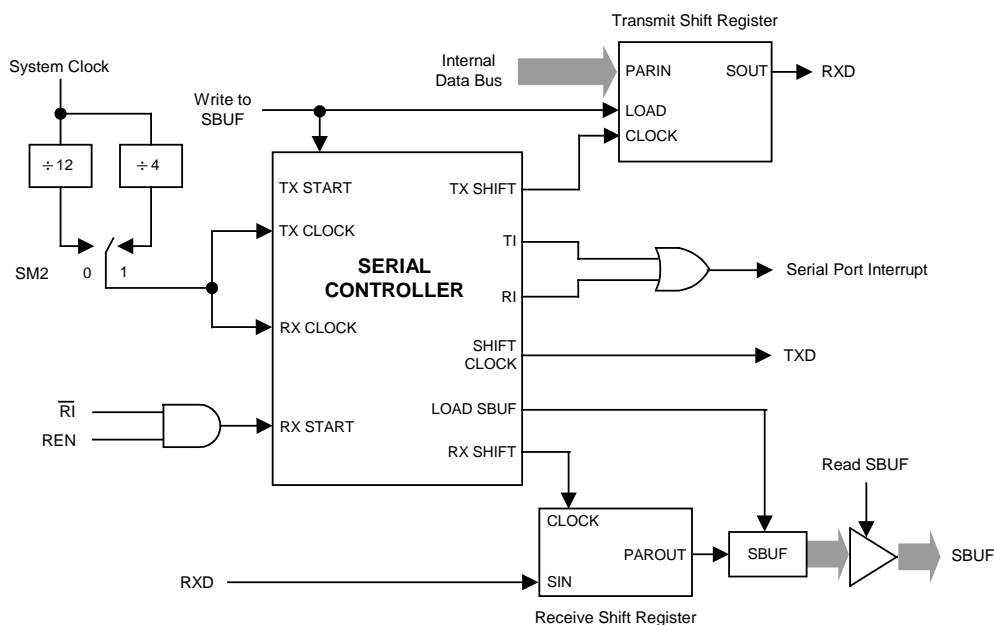 Transmit Shift Register
System Clock
Internal
Data Bus
PARIN
SOUT
RXD
Write to
SBUF
LOAD
CLOCK
÷12
÷4
TX START
TX SHIFT
TX CLOCK
TI
SM2
0
1
SERIAL
CONTROLLER
Serial Port Interrupt
RI
RX CLOCK
SHIFT
CLOCK
TXD
R̅I̅
REN
LOAD SBUF
RX START
RX SHIFT
Read SBUF
CLOCK
PAROUT
SBUF
SBUF
RXD
SIN
Receive Shift Register